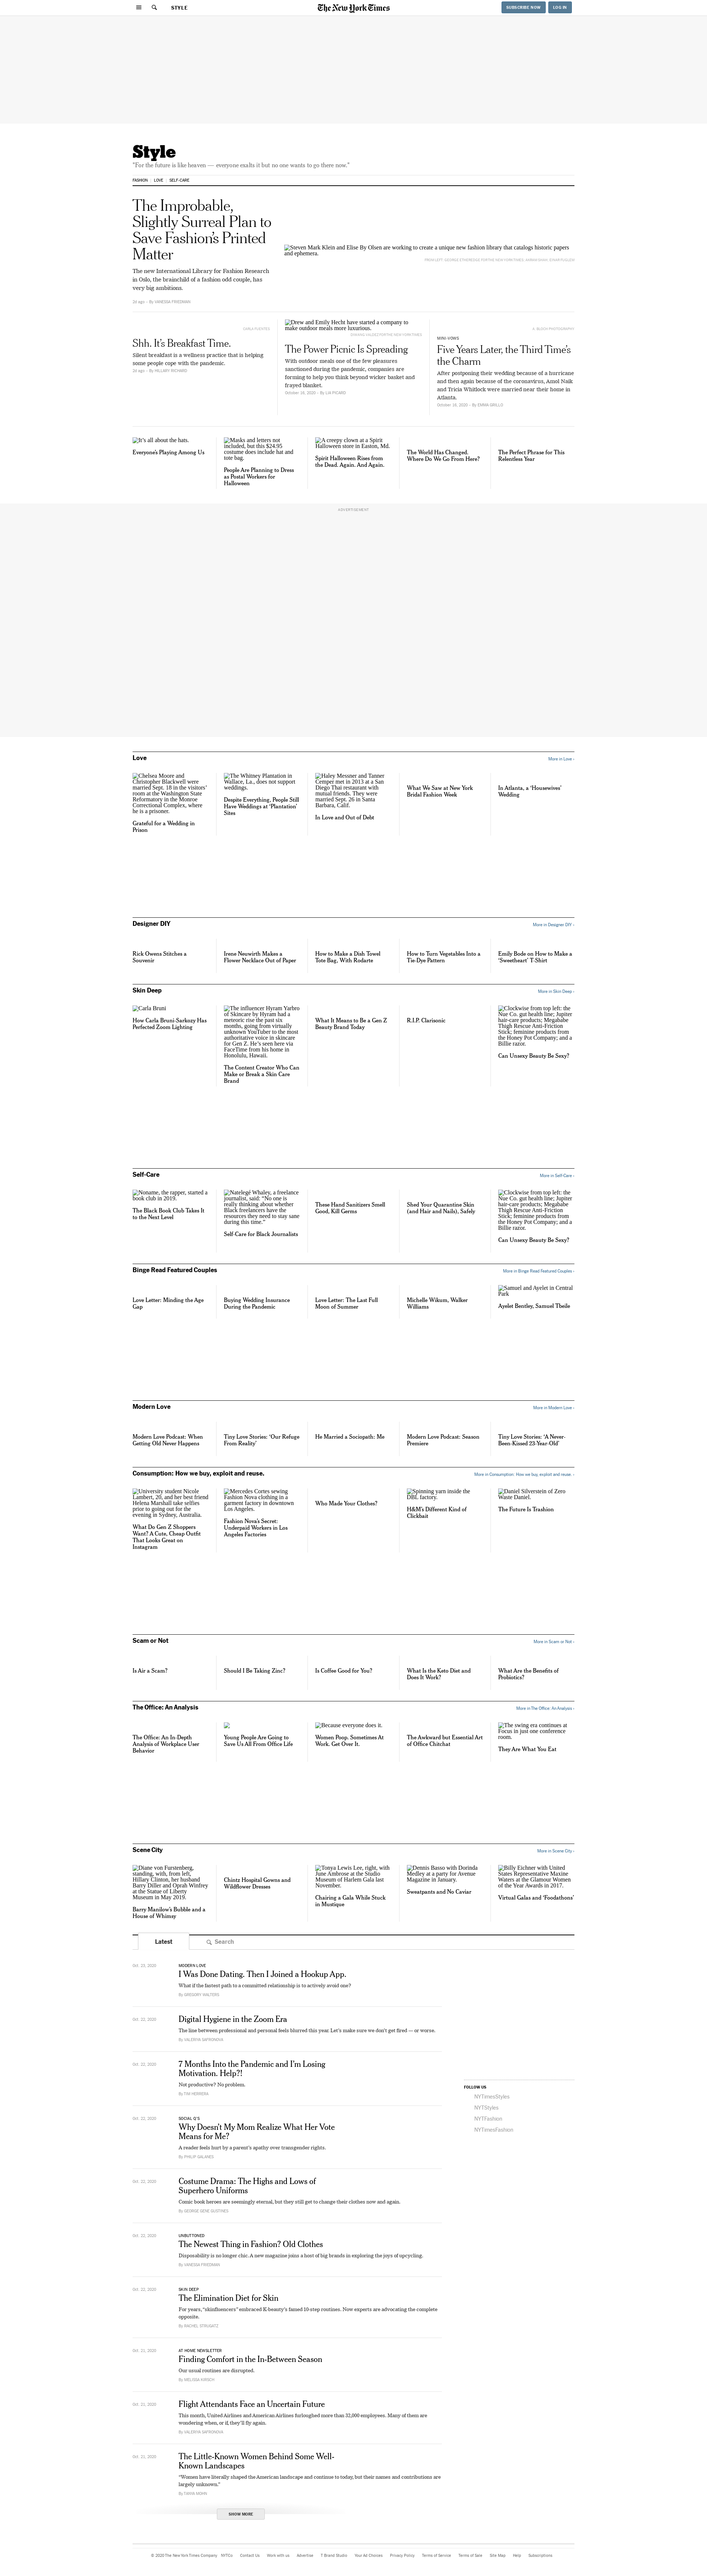 STYLE
The New York Times
SUBSCRIBE NOW
LOG IN
Style
"For the future is like heaven — everyone exalts it but no one wants to go there now."
FASHION
LOVE
SELF-CARE
The Improbable,
Slightly Surreal Plan to
Save Fashion's Printed
Matter
The new International Library for Fashion Research
in Oslo, the brainchild of a fashion odd couple, has
very big ambitions.
2d ago · By VANESSA FRIEDMAN
Steven Mark Klein and Elise By Olsen are working to create a unique new fashion library that catalogs historic papers
and ephemera.
Shh. It's Breakfast Time.
Silent breakfast is a wellness practice that is helping
some people cope with the pandemic.
2d ago · By HILLARY RICHARD
Drew and Emily Hecht have started a company to
make outdoor meals more luxurious.
The Power Picnic Is Spreading
With outdoor meals one of the few pleasures
sanctioned during the pandemic, companies are
forming to help you think beyond wicker basket and
frayed blanket.
October 16, 2020 · By LIA PICARD
MINI-VOWS
Five Years Later, the Third Time's
the Charm
After postponing their wedding because of a hurricane
and then again because of the coronavirus, Amol Naik
and Tricia Whitlock were married near their home in
Atlanta.
October 16, 2020 · By EMMA GRILLO
It's all about the hats.
Everyone's Playing Among Us
Masks and letters not
included, but this $24.95
costume does include hat and
tote bag.
People Are Planning to Dress
as Postal Workers for
Halloween
A creepy clown at a Spirit
Halloween store in Easton, Md.
Spirit Halloween Rises from
the Dead. Again. And Again.
The World Has Changed.
Where Do We Go From Here?
The Perfect Phrase for This
Relentless Year
ADVERTISEMENT
Love
More in Love ›
Chelsea Moore and
Christopher Blackwell were
married Sept. 18 in the visitors'
room at the Washington State
Reformatory in the Monroe
Correctional Complex, where
he is a prisoner.
Grateful for a Wedding in
Prison
The Whitney Plantation in
Wallace, La., does not support
weddings.
Despite Everything, People Still
Have Weddings at 'Plantation'
Sites
Haley Messner and Tanner
Cemper met in 2013 at a San
Diego Thai restaurant with
mutual friends. They were
married Sept. 26 in Santa
Barbara, Calif.
In Love and Out of Debt
What We Saw at New York
Bridal Fashion Week
In Atlanta, a 'Housewives'
Wedding
Designer DIY
More in Designer DIY ›
Rick Owens Stitches a
Souvenir
Irene Neuwirth Makes a
Flower Necklace Out of Paper
How to Make a Dish Towel
Tote Bag, With Rodarte
How to Turn Vegetables Into a
Tie-Dye Pattern
Emily Bode on How to Make a
'Sweetheart' T-Shirt
Skin Deep
More in Skin Deep ›
Carla Bruni
How Carla Bruni-Sarkozy Has
Perfected Zoom Lighting
The influencer Hyram Yarbro
of Skincare by Hyram had a
meteoric rise the past six
months, going from virtually
unknown YouTuber to the most
authoritative voice in skincare
for Gen Z. He's seen here via
FaceTime from his home in
Honolulu, Hawaii.
The Content Creator Who Can
Make or Break a Skin Care
Brand
What It Means to Be a Gen Z
Beauty Brand Today
R.I.P. Clarisonic
Clockwise from top left: the
Nue Co. gut health line; Jupiter
hair-care products; Megababe
Thigh Rescue Anti-Friction
Stick; feminine products from
the Honey Pot Company; and a
Billie razor.
Can Unsexy Beauty Be Sexy?
Self-Care
More in Self-Care ›
Noname, the rapper, started a
book club in 2019.
The Black Book Club Takes It
to the Next Level
Natelegé Whaley, a freelance
journalist, said: "No one is
really thinking about whether
Black freelancers have the
resources they need to stay sane
during this time."
Self-Care for Black Journalists
These Hand Sanitizers Smell
Good, Kill Germs
Shed Your Quarantine Skin
(and Hair and Nails), Safely
Clockwise from top left: the
Nue Co. gut health line; Jupiter
hair-care products; Megababe
Thigh Rescue Anti-Friction
Stick; feminine products from
the Honey Pot Company; and a
Billie razor.
Can Unsexy Beauty Be Sexy?
Binge Read Featured Couples
More in Binge Read Featured Couples ›
Love Letter: Minding the Age
Gap
Buying Wedding Insurance
During the Pandemic
Love Letter: The Last Full
Moon of Summer
Michelle Wikum, Walker
Williams
Samuel and Ayelet in Central
Park
Ayelet Bentley, Samuel Theile
Modern Love
More in Modern Love ›
Modern Love Podcast: When
Getting Old Never Happens
Tiny Love Stories: 'Our Refuge
From Reality'
He Married a Sociopath: Me
Modern Love Podcast: Season
Premiere
Tiny Love Stories: 'A Never-
Been-Kissed 23-Year-Old'
Consumption: How we buy, exploit and reuse.
More in Consumption: How we buy, exploit and reuse. ›
University student Nicole
Lambert, 20, and her best friend
Helena Marshall take selfies
prior to going out for the
evening in Sydney, Australia.
What Do Gen Z Shoppers
Want? A Cute, Cheap Outfit
That Looks Great on
Instagram
Mercedes Cortes sewing
Fashion Nova clothing in a
garment factory in downtown
Los Angeles.
Fashion Nova's Secret:
Underpaid Workers in Los
Angeles Factories
Who Made Your Clothes?
Spinning yarn inside the
DBL factory.
H&M's Different Kind of
Clickbait
Daniel Silverstein of Zero
Waste Daniel.
The Future Is Trashion
Scam or Not
More in Scam or Not ›
Is Air a Scam?
Should I Be Taking Zinc?
Is Coffee Good for You?
What Is the Keto Diet and
Does It Work?
What Are the Benefits of
Probiotics?
The Office: An Analysis
More in The Office: An Analysis ›
The Office: An In-Depth
Analysis of Workplace User
Behavior
Young People Are Going to
Save Us All From Office Life
Because everyone does it.
Women Poop. Sometimes At
Work. Get Over It.
The Awkward but Essential Art
of Office Chitchat
The vwing era continues at
Focus in just one conference
room.
They Are What You Eat
Scene City
More in Scene City ›
Diane von Furstenberg,
standing, with, from left,
Hillary Clinton, her husband
Barry Diller and Oprah Winfrey
at the Statue of Liberty
Museum in May 2019.
Barry Manilow's Bubble and a
House of Whimsy
Chintz Hospital Gowns and
Wildflower Dresses
Tonya Lewis Lee, right, with
June Ambrose at the Studio
Museum of Harlem Gala last
November.
Chairing a Gala While Stuck
in Mustique
Dennis Basso with Dorinda
Medley at a party for Avenue
Magazine in January.
Sweatpants and No Caviar
Billy Eichner with United
States Representative Maxine
Waters at the Glamour Women
of the Year Awards in 2017.
Virtual Galas and 'Foodathons'
Latest
Search
Oct. 23, 2020
MODERN LOVE
I Was Done Dating. Then I Joined a Hookup App.
What if the fastest path to a committed relationship is to actively avoid one?
By GREGORY WALTERS
Oct. 22, 2020
Digital Hygiene in the Zoom Era
The line between professional and personal feels blurred this year. Let's make sure we don't get fired — or worse.
By VALERIYA SAFRONOVA
Oct. 22, 2020
7 Months Into the Pandemic and I'm Losing
Motivation. Help?!
Not productive? No problem.
By TIM HERRERA
Oct. 22, 2020
SOCIAL Q'S
Why Doesn't My Mom Realize What Her Vote
Means for Me?
A reader feels hurt by a parent's apathy over transgender rights.
By PHILIP GALANES
Oct. 22, 2020
Costume Drama: The Highs and Lows of
Superhero Uniforms
Comic book heroes are seemingly eternal, but they still get to change their clothes now and again.
By GEORGE GENE GUSTINES
Oct. 22, 2020
UNBUTTONED
The Newest Thing in Fashion? Old Clothes
Disposability is no longer chic. A new magazine joins a host of big brands in exploring the joys of upcycling.
By VANESSA FRIEDMAN
Oct. 22, 2020
SKIN DEEP
The Elimination Diet for Skin
For years, "skinfluencers" embraced K-beauty's famed 10-step routines. Now experts are advocating the complete
opposite.
By RACHEL STRUGATZ
Oct. 21, 2020
AT HOME NEWSLETTER
Finding Comfort in the In-Between Season
Our usual routines are disrupted.
By MELISSA KIRSCH
Oct. 21, 2020
Flight Attendants Face an Uncertain Future
This month, United Airlines and American Airlines furloughed more than 32,000 employees. Many of them are
wondering when, or if, they'll fly again.
By VALERIYA SAFRONOVA
Oct. 21, 2020
The Little-Known Women Behind Some Well-
Known Landscapes
"Women have literally shaped the American landscape and continue to today, but their names and contributions are
largely unknown."
By TARIRO MZEZEWA
SHOW MORE
FOLLOW US
NYTimesStyles
NYTStyles
NYTFashion
NYTimesFashion
© 2020 The New York Times Company
NYTCo
Contact Us
Work with us
Advertise
T Brand Studio
Your Ad Choices
Privacy Policy
Terms of Service
Terms of Sale
Site Map
Help
Subscriptions